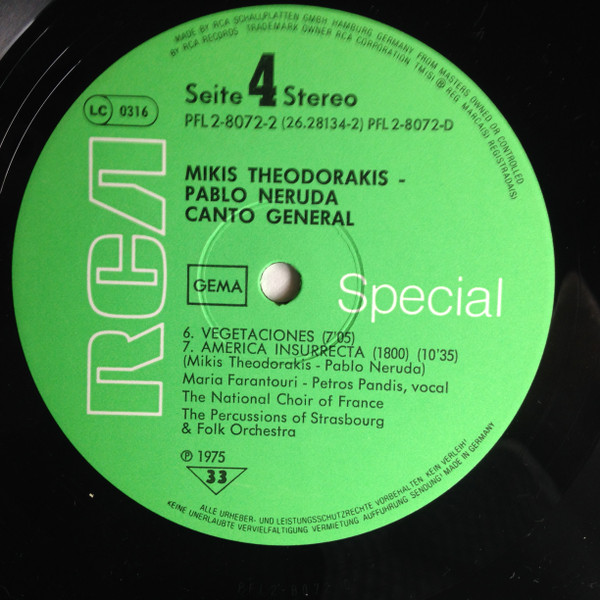 MADE BY RCA SCHALLPLATTEN GMBH HAMBURG, GERMANY, FROM MASTERS OWNED OR CONTROLLED
BY RCA RECORDS TRADEMARK OWNER RCA CORPORATION TM(S) ® REG. MARCA(S) REGISTRADA(S)
Seite 4 Stereo
LC 0316
PFL 2-8072-2 (26.28134-2) PFL 2-8072-D
MIKIS THEODORAKIS -
PABLO NERUDA
CANTO GENERAL
RCA
GEMA
Special
6. VEGETACIONES (7'05)
7. AMERICA INSURRECTA (1800) (10'35)
(Mikis Theodorakis - Pablo Neruda)
Maria Farantouri - Petros Pandis, vocal
The National Choir of France
The Percussions of Strasbourg
& Folk Orchestra
℗ 1975
33
ALLE URHEBER- UND LEISTUNGSSCHUTZRECHTE VORBEHALTEN KEIN VERLEIH!
KEINE UNERLAUBTE VERVIELFÄLTIGUNG VERMIETUNG AUFFÜHRUNG SENDUNG! MADE IN GERMANY